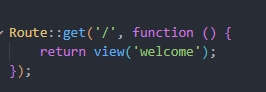 Route::get('/', function () {
    return view('welcome');
});